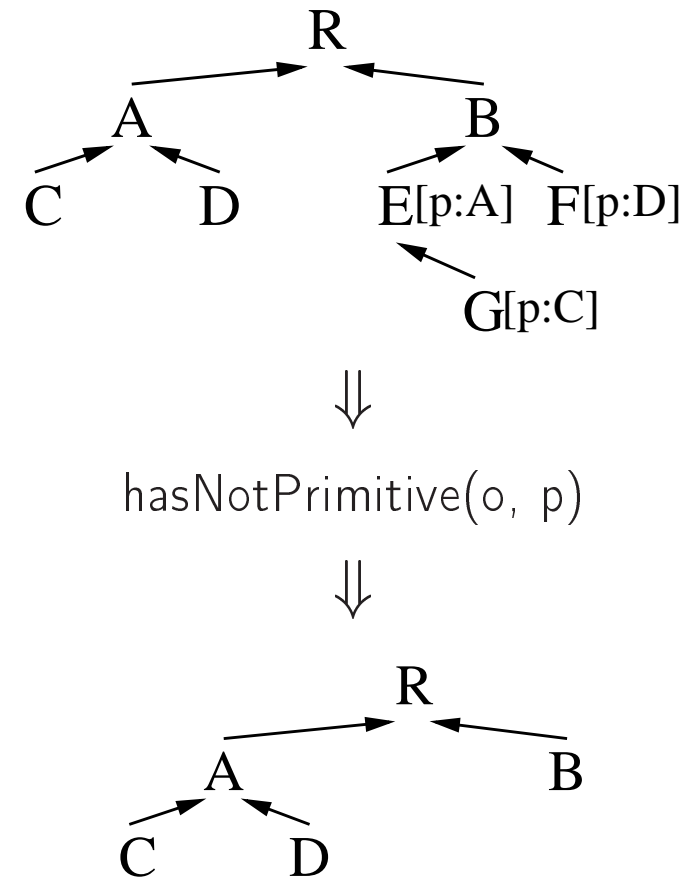 R
A B
C D E[p:A] F[p:D]
G[p:C]
⇓
hasNotPrimitive(o, p)
⇓
R
A B
C D